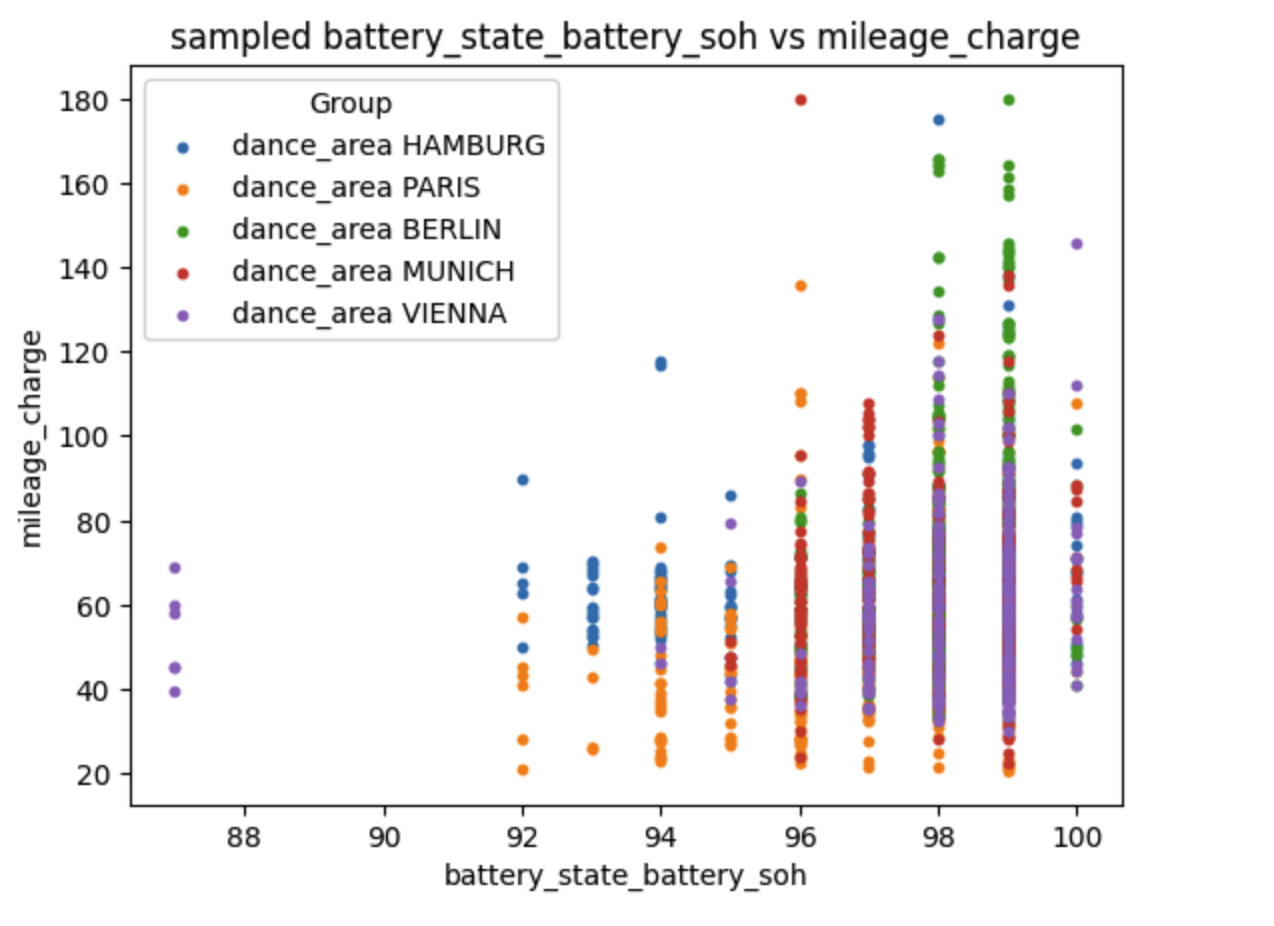 sampled battery_state_battery_soh vs mileage_charge
Group
dance_area HAMBURG
dance_area PARIS
dance_area BERLIN
dance_area MUNICH
dance_area VIENNA
mileage_charge
180
160
140
120
100
80
60
40
20
88 90 92 94 96 98 100
battery_state_battery_soh